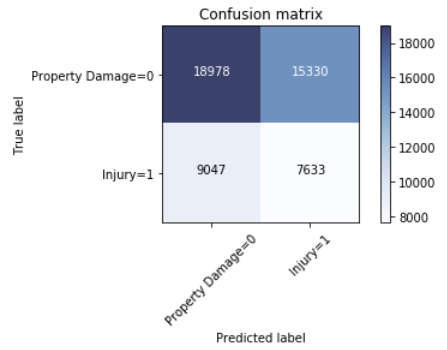 Confusion matrix
Property Damage=0
18978
15330
Injury=1
9047
7633
True label
Property Damage=0
Injury=1
Predicted label
18000
16000
14000
12000
10000
8000